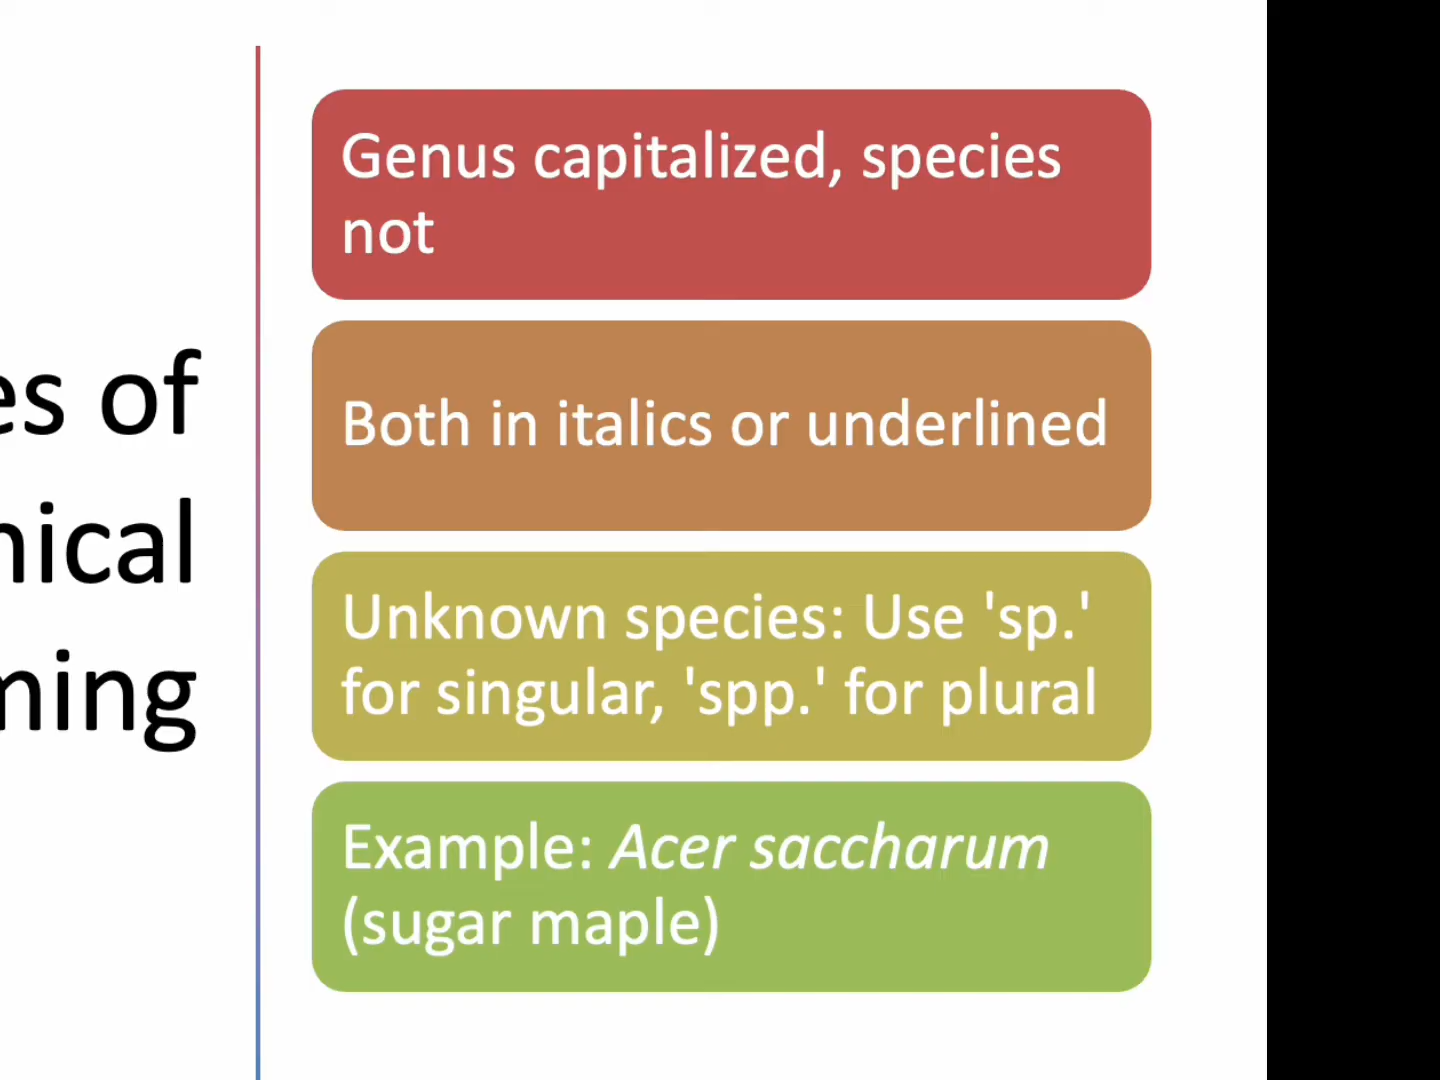 es of
nical
ming
Genus capitalized, species
not
Both in italics or underlined
Unknown species: Use 'sp.'
for singular, 'spp.' for plural
Example: Acer saccharum
(sugar maple)